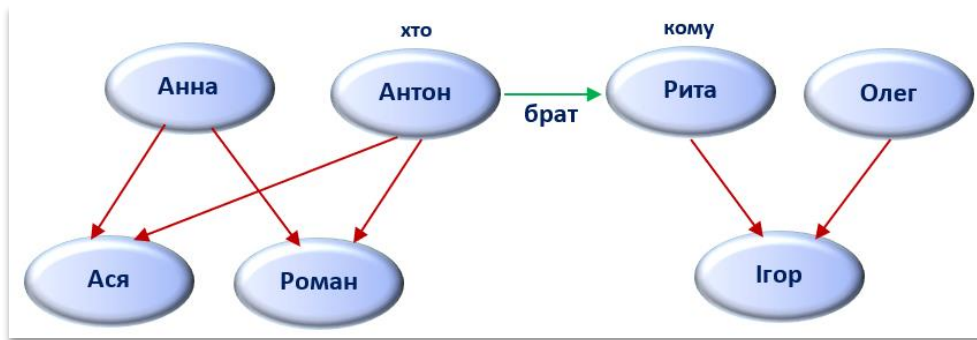 хто
кому
Анна
Антон
брат
Рита
Олег
Ася
Роман
Ігор